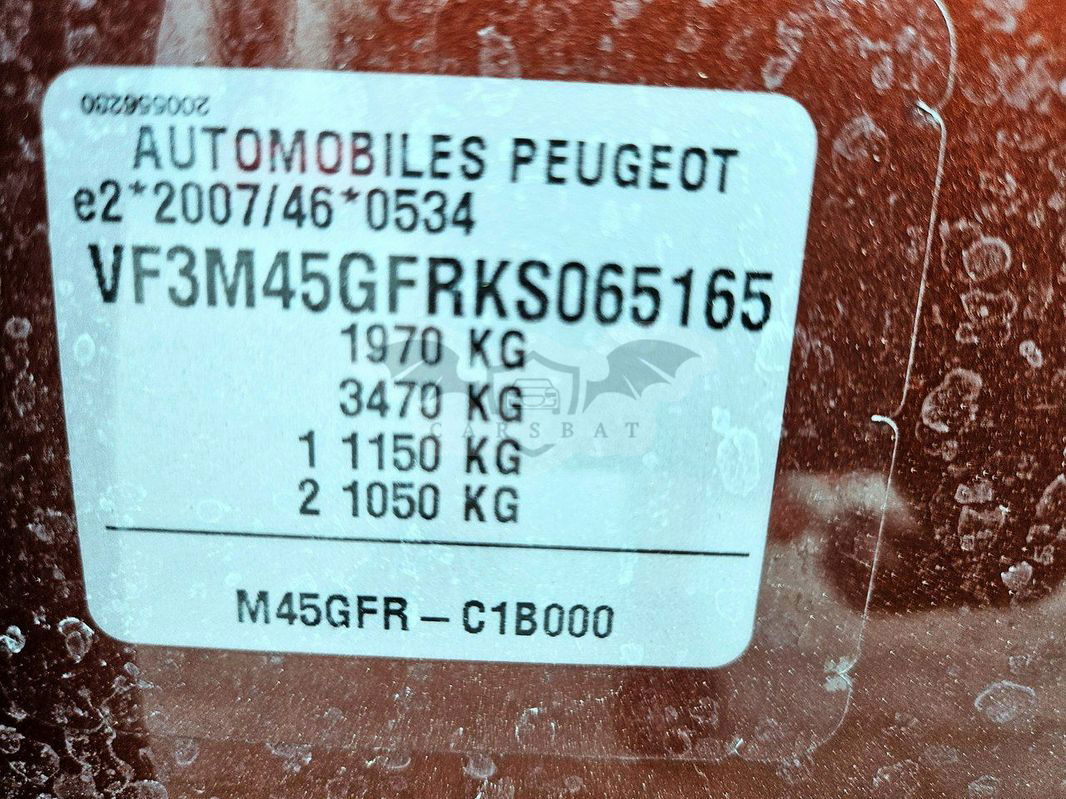 200556230
AUTOMOBILES PEUGEOT
e2*2007/46*0534
VF3M45GFRKS065165
1970 KG
3470 KG
CARSBAT
1 1150 KG
2 1050 KG
M45GFR – C1B000